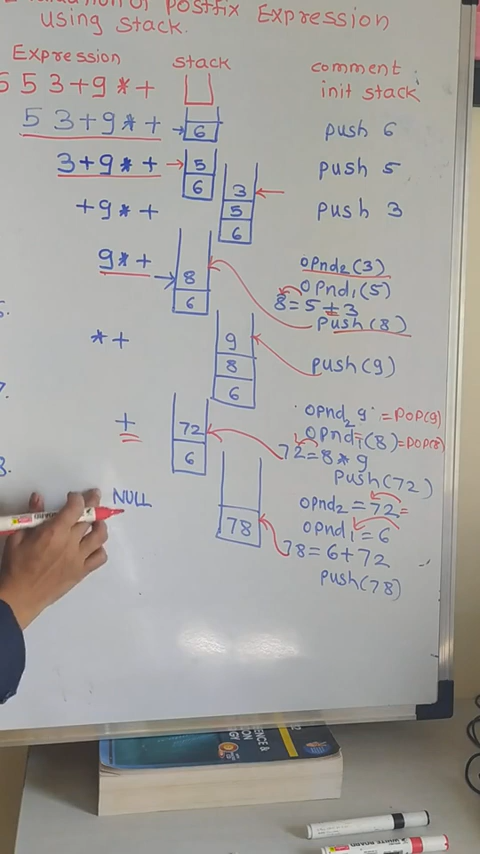 of Postfix Expression
using stack.
Expression stack comment
5 5 3+9*+ init stack
5 3+9*+ 6 push 6
3+9*+ 5 6 push 5
+9*+ 3 5 6 push 3
9*+ 8 6 opnd2(3)
opnd1(5)
8=5+3
push(8)
*+ 9 8 6 push(9)
+ 72 6 opnd2 9 =POP(9)
opnd1(8)=POP(8)
72=8*9
push(72)
NULL 78 opnd2=72=
opnd1=6
78=6+72
push(78)